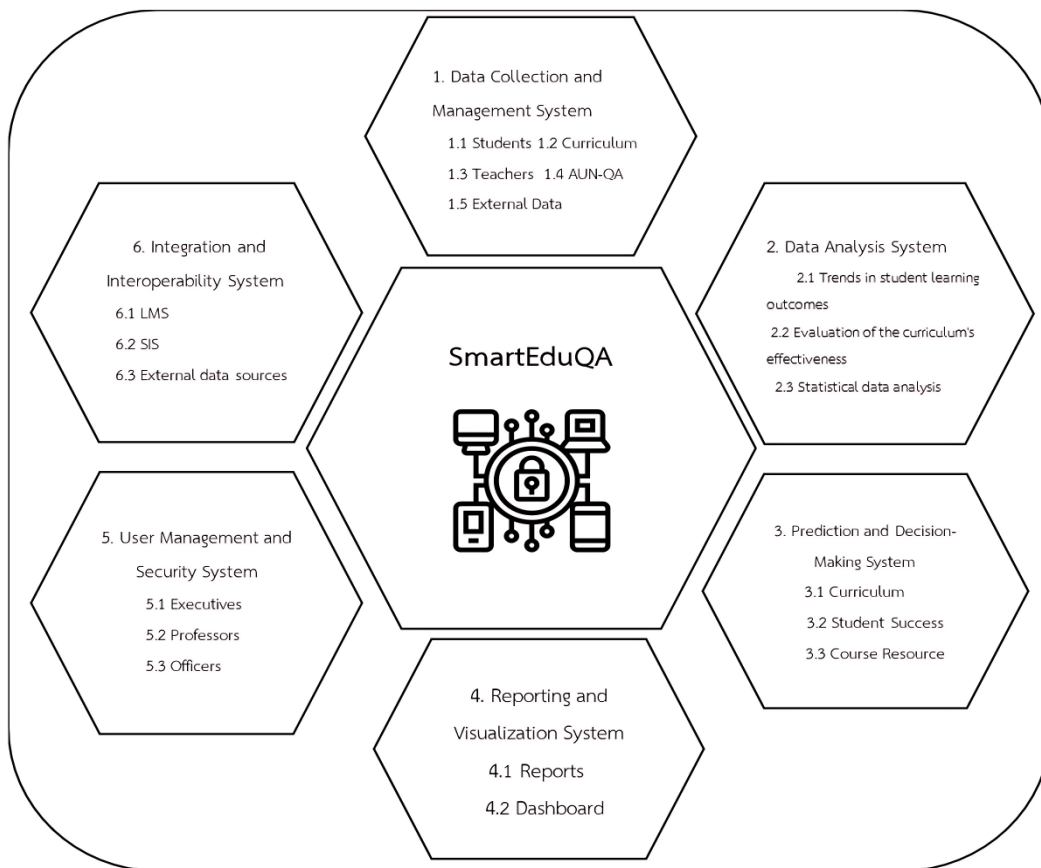 1. Data Collection and
Management System
1.1 Students 1.2 Curriculum
1.3 Teachers 1.4 AUN-QA
1.5 External Data
2. Data Analysis System
2.1 Trends in student learning
outcomes
2.2 Evaluation of the curriculum's
effectiveness
2.3 Statistical data analysis
3. Prediction and Decision-
Making System
3.1 Curriculum
3.2 Student Success
3.3 Course Resource
4. Reporting and
Visualization System
4.1 Reports
4.2 Dashboard
5. User Management and
Security System
5.1 Executives
5.2 Professors
5.3 Officers
6. Integration and
Interoperability System
6.1 LMS
6.2 SIS
6.3 External data sources
SmartEduQA